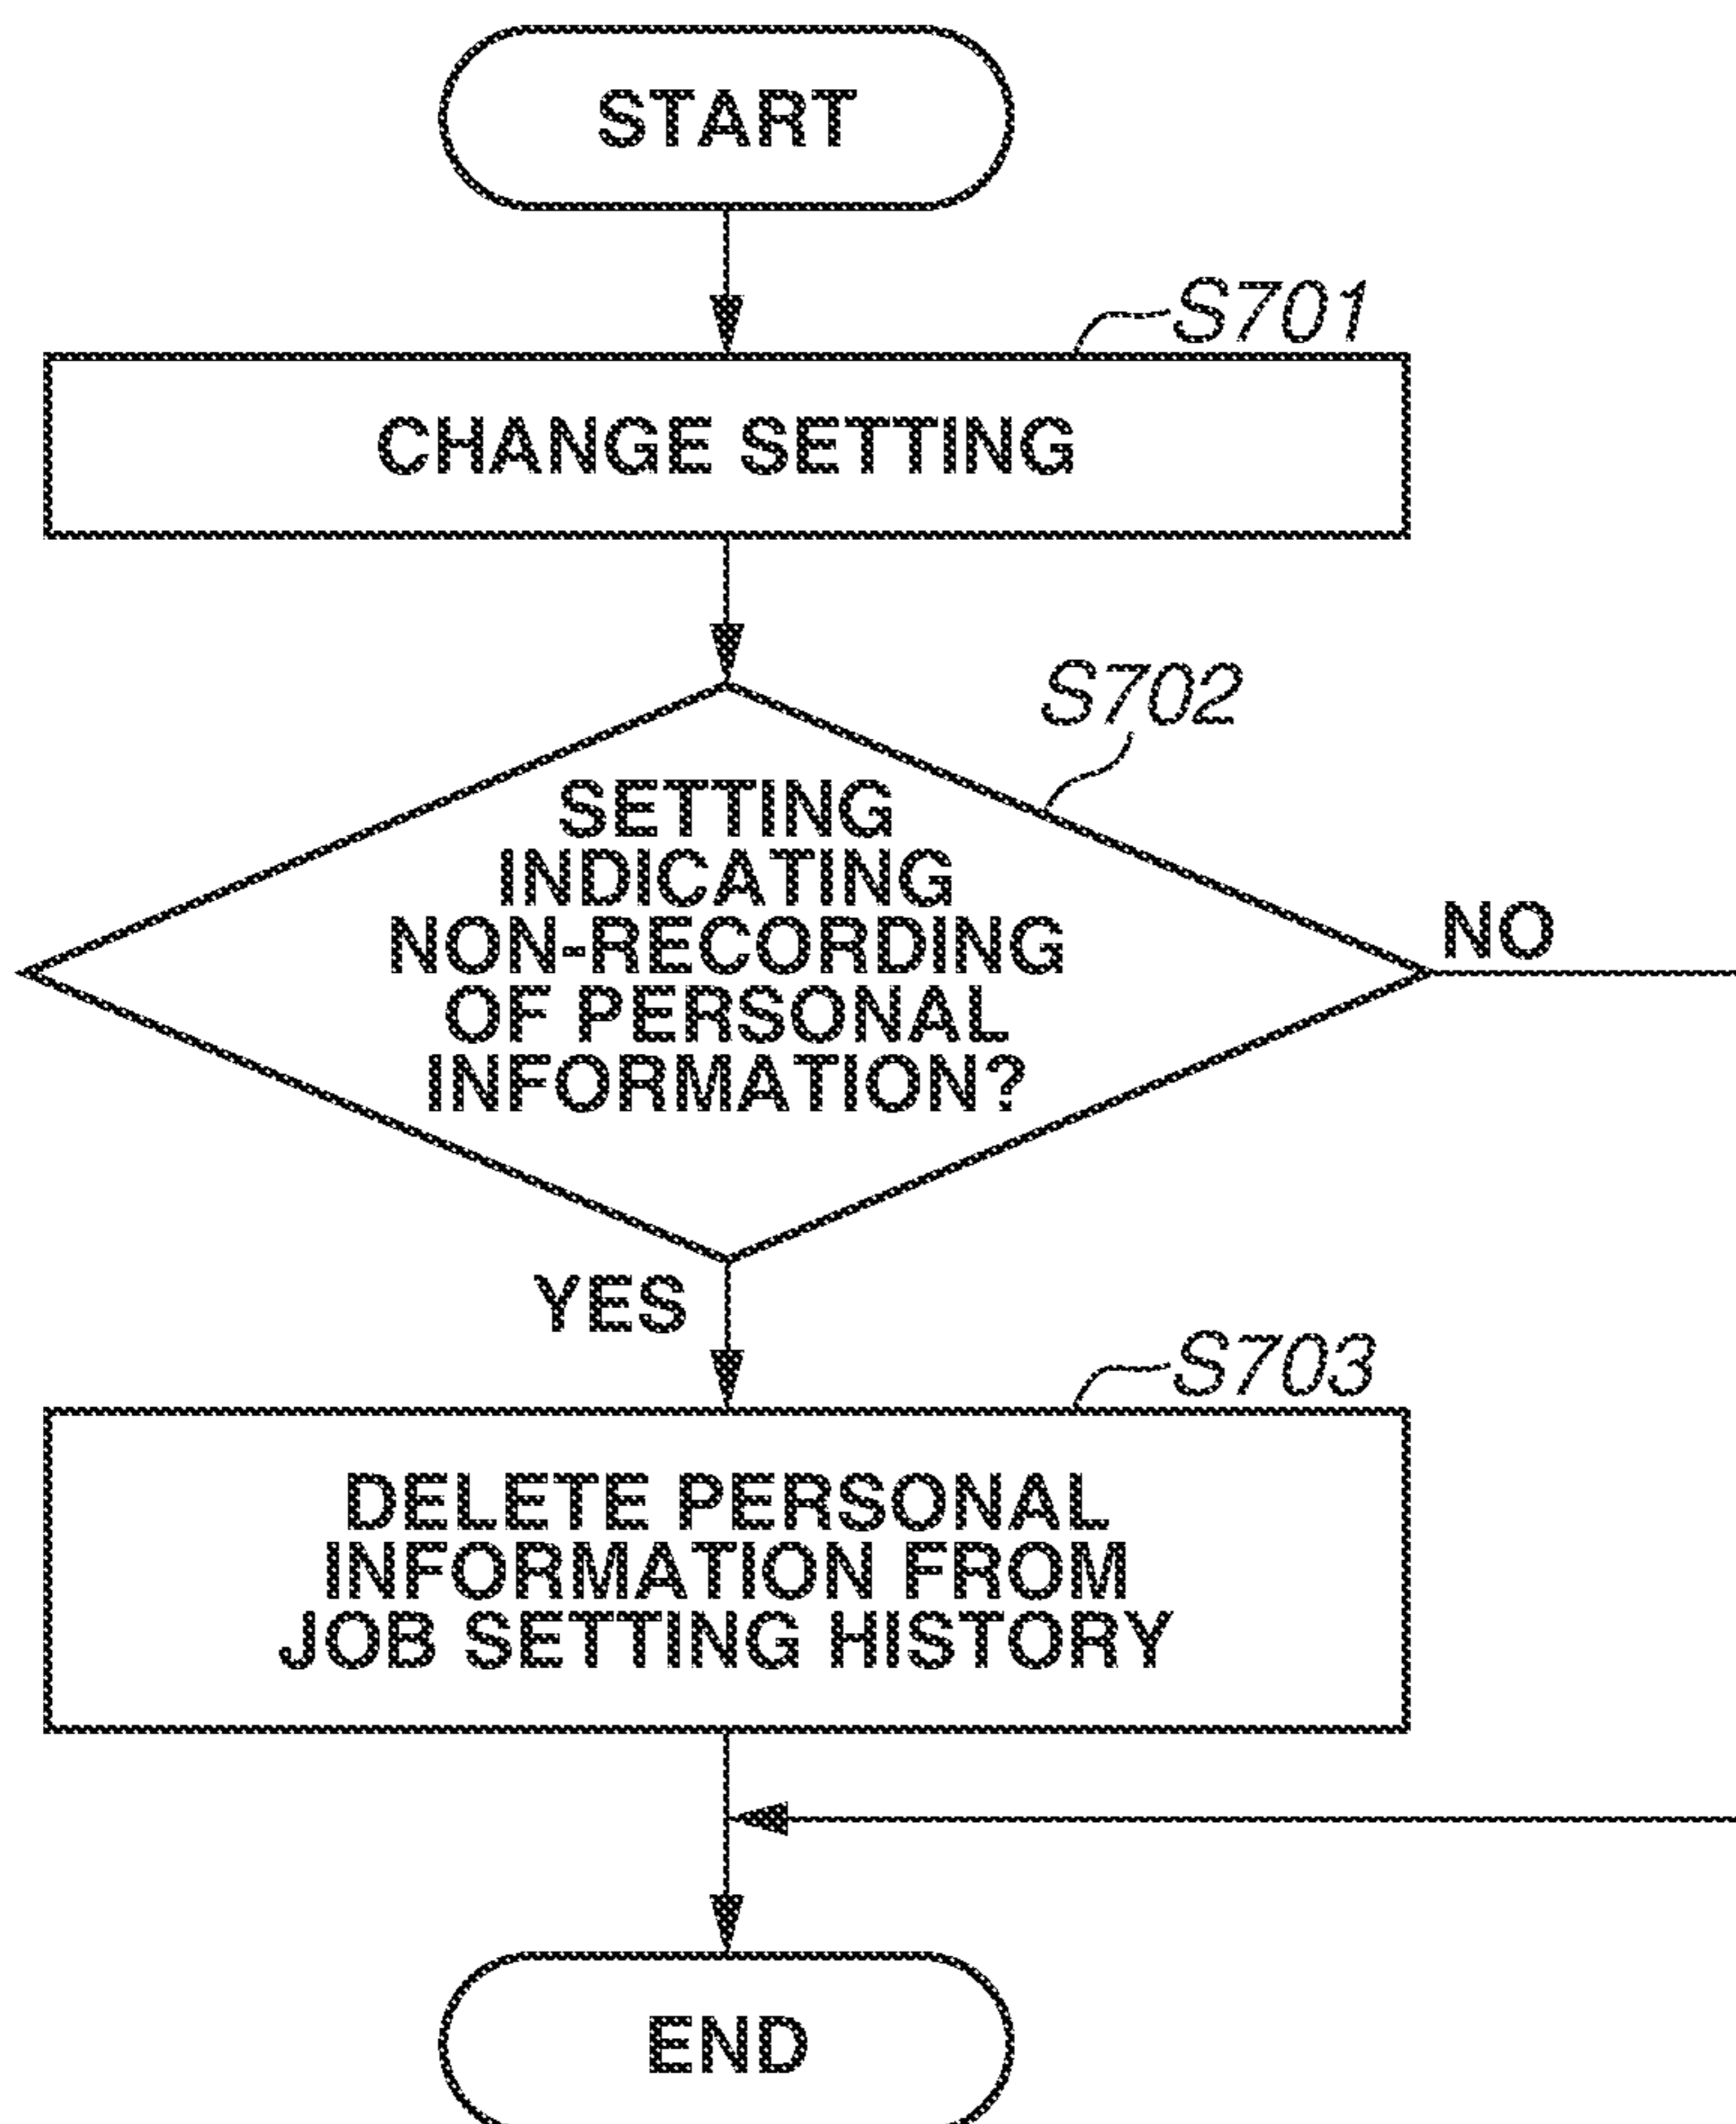 START
S701
CHANGE SETTING
S702
SETTING
INDICATING
NON-RECORDING
OF PERSONAL
INFORMATION?
NO
YES
S703
DELETE PERSONAL
INFORMATION FROM
JOB SETTING HISTORY
END